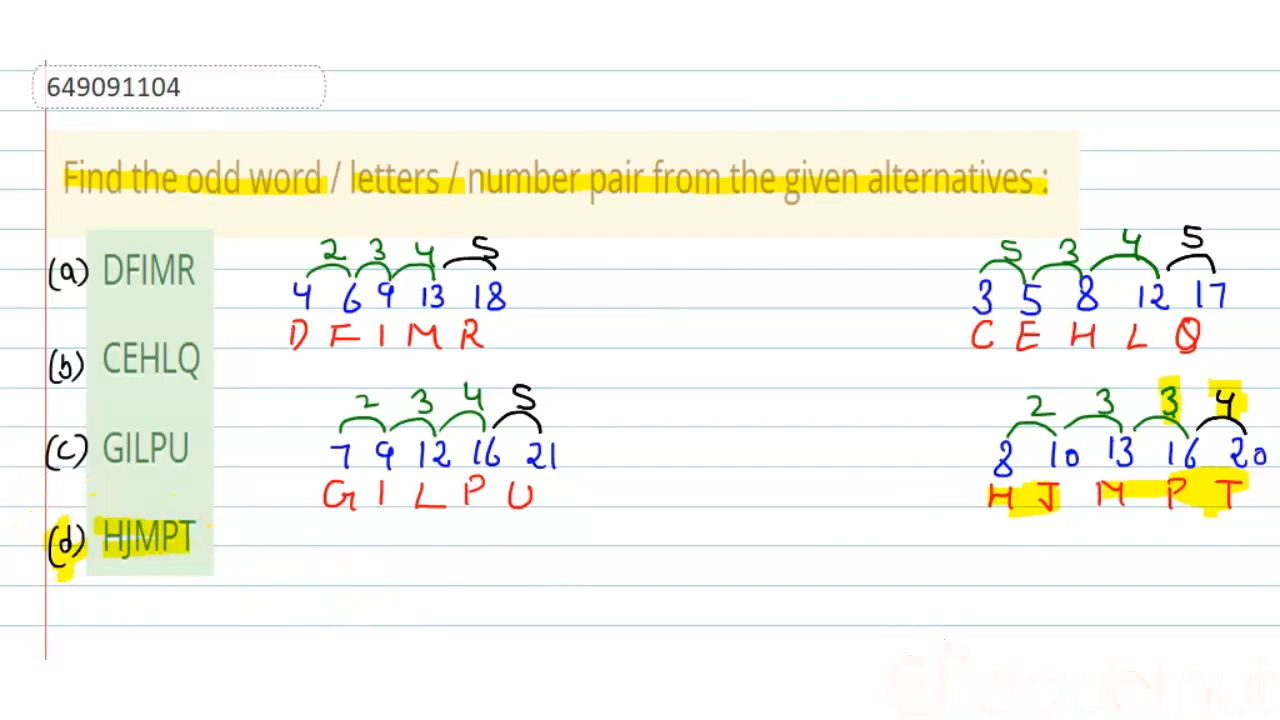 649091104
Find the odd word / letters / number pair from the given alternatives :
(a) DFIMR
2 3 4 5
4 6 9 13 18
D F I M R
5 3 4 5
3 5 8 12 17
C E H L Q
(b) CEHLQ
(c) GILPU
2 3 4 5
7 9 12 16 21
G I L P U
2 3 3 4
8 10 13 16 20
H J M P T
(d) HJMPT
doubtnut